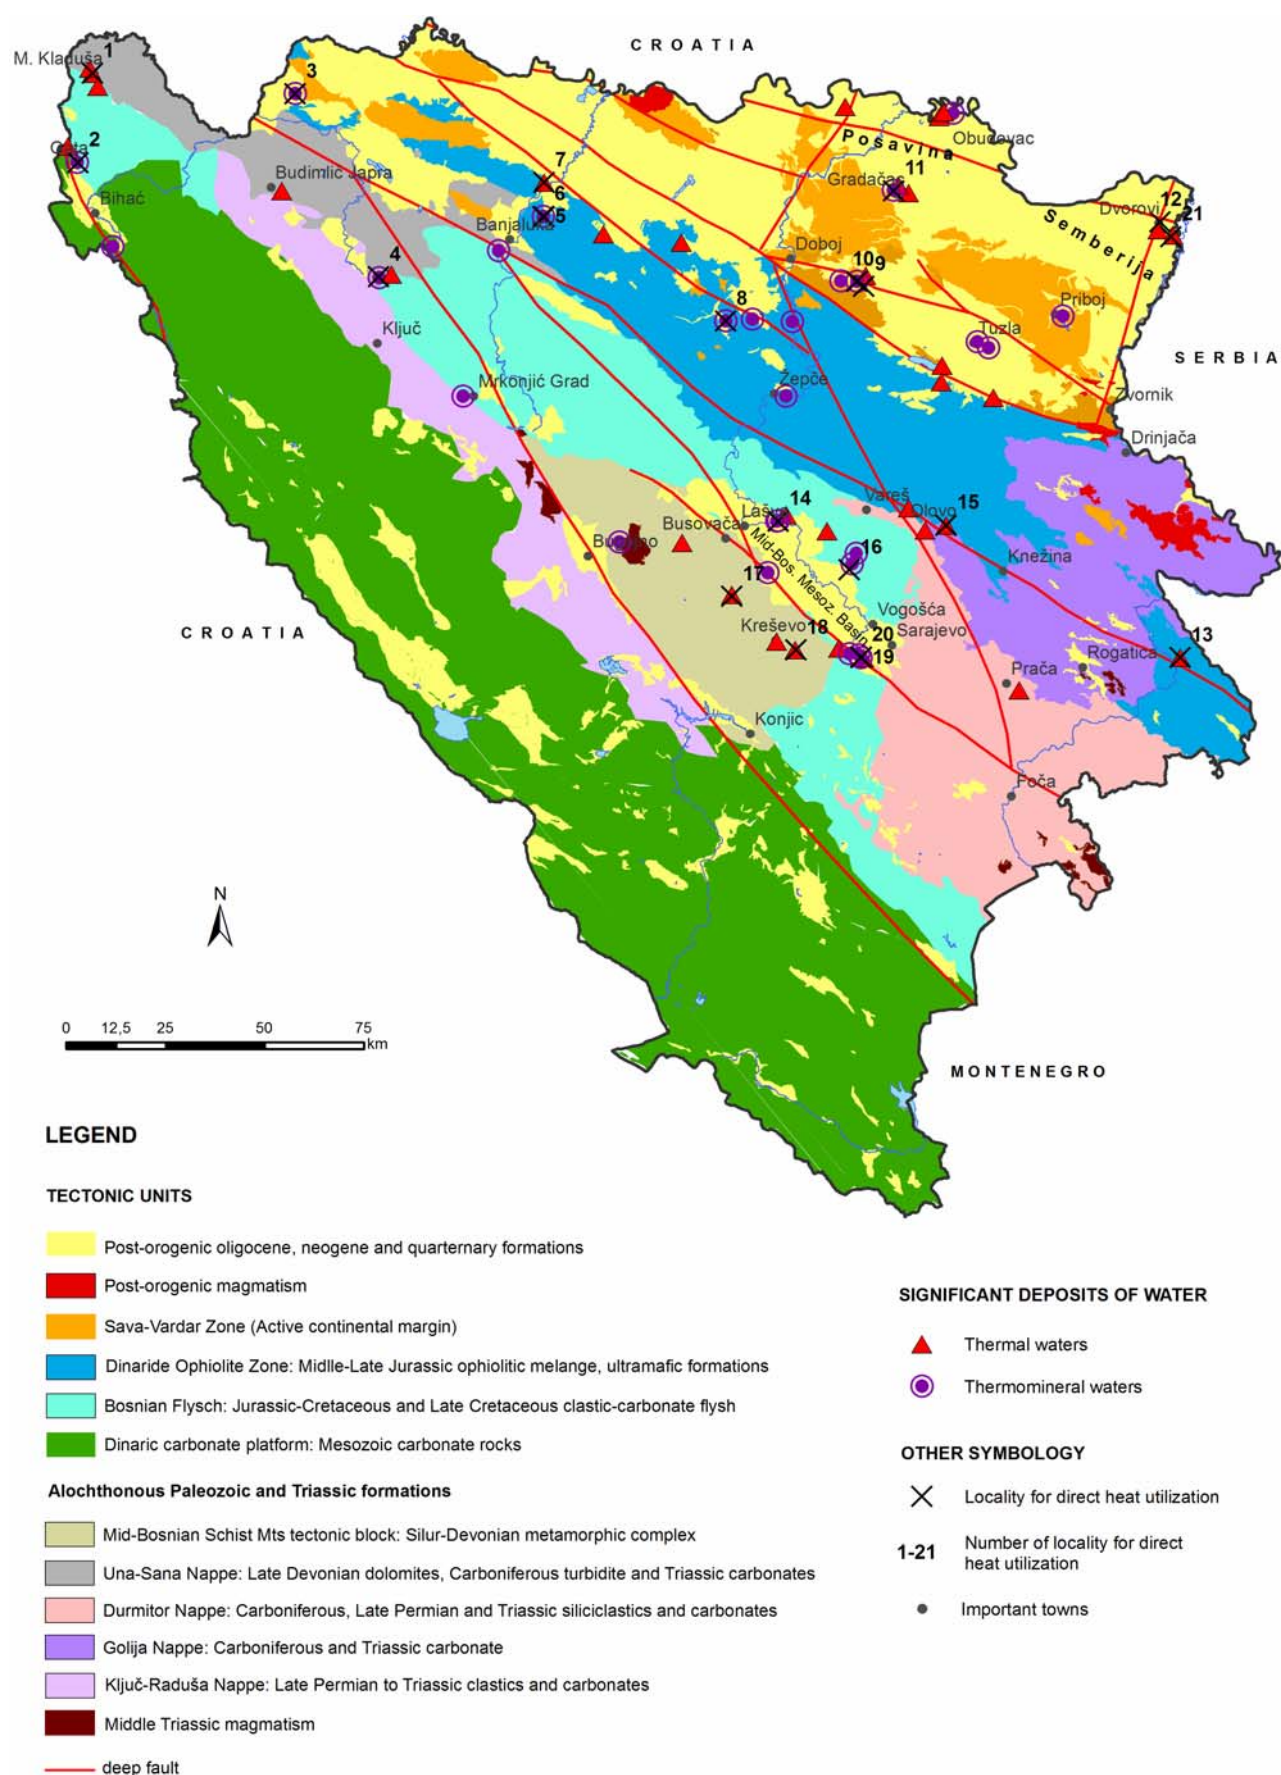 CROATIA
M. Kladuša
1
3
2
Bihać
Budimlic Japra
7
6
5
Banjaluka
4
Ključ
Mrkonjić Grad
Obudovac
Posavina
Gradačac
11
Dvorovi
12
21
Semberija
Doboj
10
9
8
Priboj
Tuzla
SERBIA
Žepče
Zvornik
Drinjača
Vareš
Olovo
15
14
Lašva
Busovača
Bugojno
16
Knežina
Mid-Bos. Mesoz. Basin
17
Vogošća
Kreševo
18
20
Sarajevo
19
13
Rogatica
Prača
CROATIA
Konjic
Foča
N
0 12,5 25 50 75
km
MONTENEGRO
LEGEND
TECTONIC UNITS
Post-orogenic oligocene, neogene and quarternary formations
Post-orogenic magmatism
Sava-Vardar Zone (Active continental margin)
Dinaride Ophiolite Zone: Midlle-Late Jurassic ophiolitic melange, ultramafic formations
Bosnian Flysch: Jurassic-Cretaceous and Late Cretaceous clastic-carbonate flysh
Dinaric carbonate platform: Mesozoic carbonate rocks
Alochthonous Paleozoic and Triassic formations
Mid-Bosnian Schist Mts tectonic block: Silur-Devonian metamorphic complex
Una-Sana Nappe: Late Devonian dolomites, Carboniferous turbidite and Triassic carbonates
Durmitor Nappe: Carboniferous, Late Permian and Triassic siliciclastics and carbonates
Golija Nappe: Carboniferous and Triassic carbonate
Ključ-Raduša Nappe: Late Permian to Triassic clastics and carbonates
Middle Triassic magmatism
deep fault
SIGNIFICANT DEPOSITS OF WATER
Thermal waters
Thermomineral waters
OTHER SYMBOLOGY
Locality for direct heat utilization
1-21
Number of locality for direct
heat utilization
Important towns